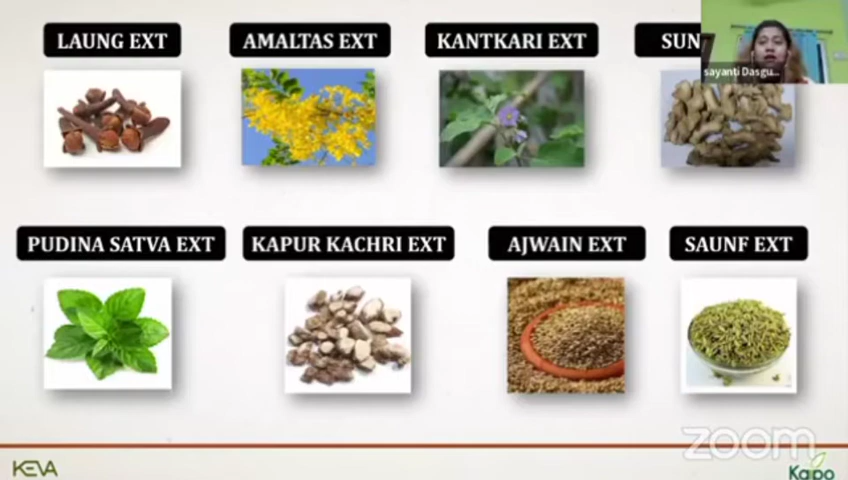 LAUNG EXT
AMALTAS EXT
KANTKARI EXT
SUN
sayanti Dasgu...
PUDINA SATVA EXT
KAPUR KACHRI EXT
AJWAIN EXT
SAUNF EXT
zoom
KEVA
Kaipo